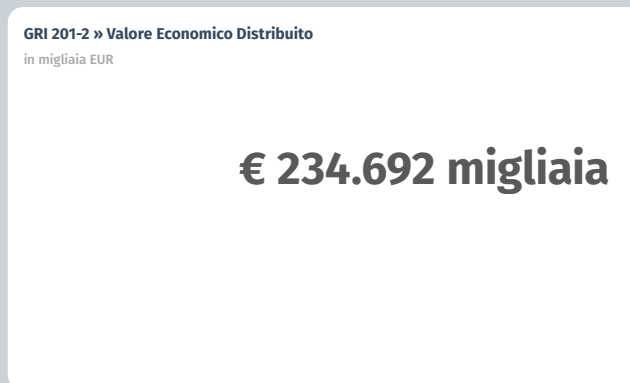 GRI 201-2 » Valore Economico Distribuito
in migliaia EUR
€ 234.692 migliaia